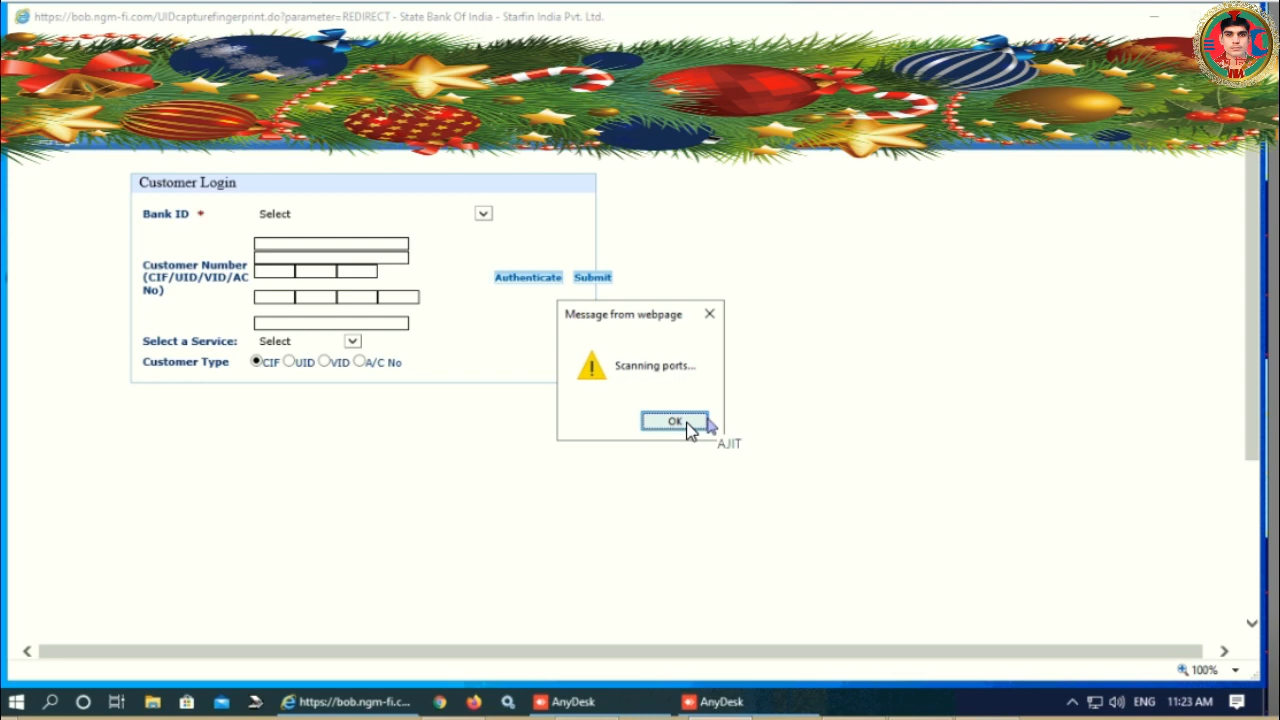 https://bob.ngm-fi.com/UIDcapturefingerprint.do?parameter=REDIRECT - State Bank Of India - Starfin India Pvt. Ltd.
Customer Login
Bank ID * Select
Customer Number
(CIF/UID/VID/AC
No)
Authenticate Submit
Select a Service: Select
Customer Type CIF UID VID A/C No
Message from webpage
Scanning ports...
OK
AJIT
100%
https://bob.ngm-fi.c... AnyDesk AnyDesk ENG 11:23 AM